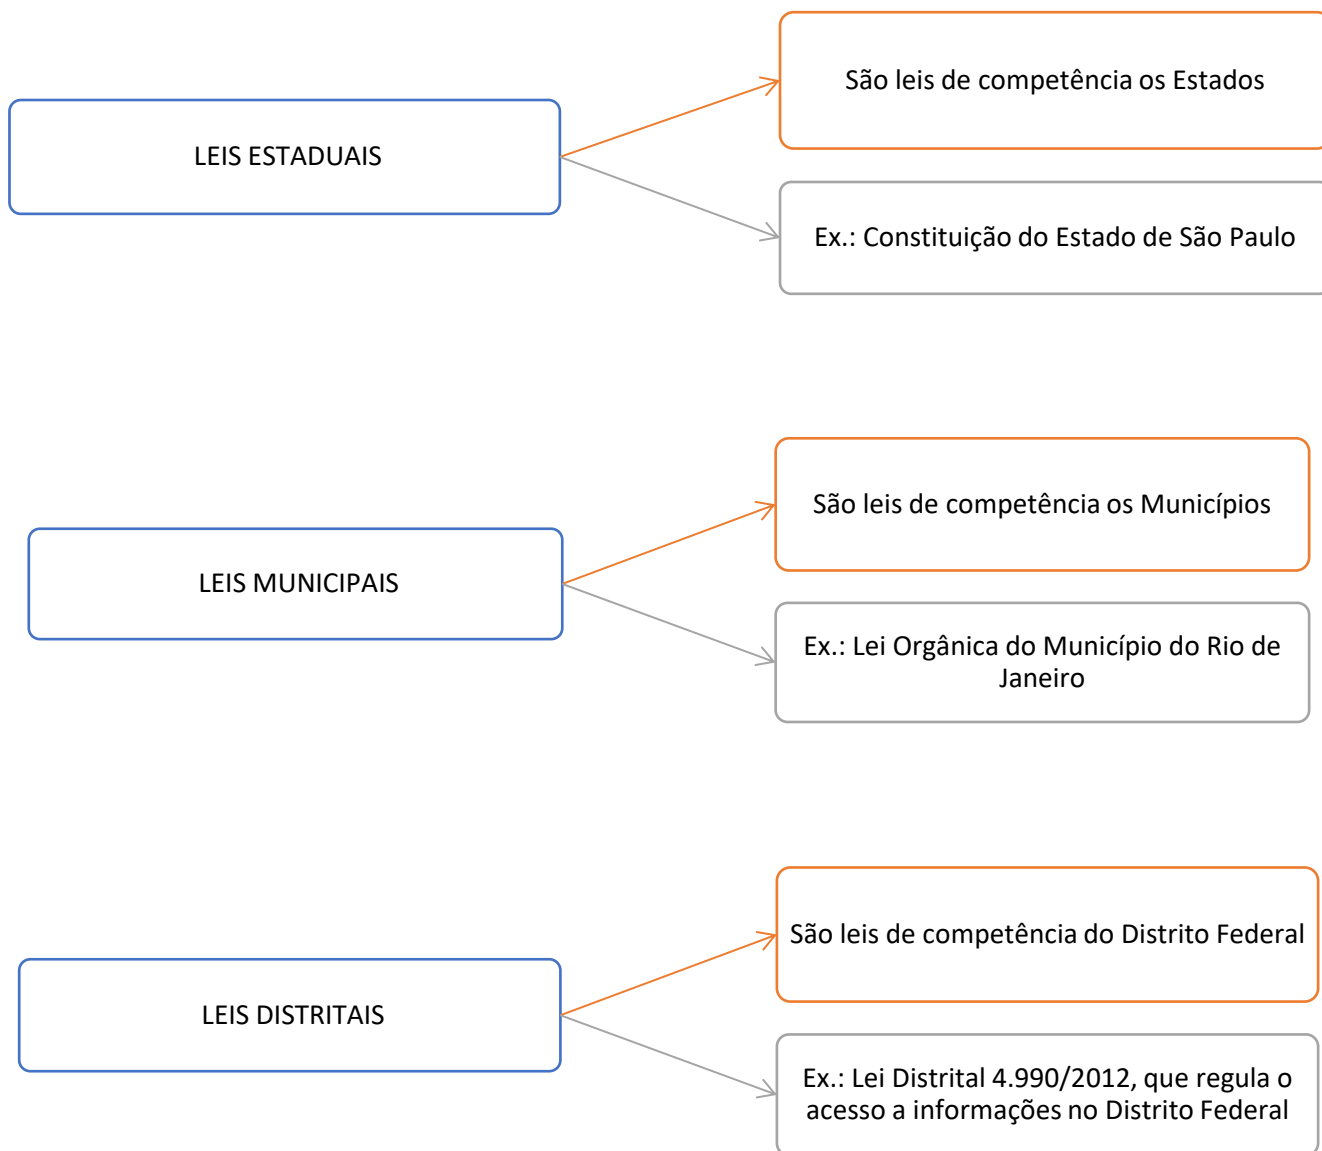 São leis de competência os Estados
LEIS ESTADUAIS
Ex.: Constituição do Estado de São Paulo
São leis de competência os Municípios
LEIS MUNICIPAIS
Ex.: Lei Orgânica do Município do Rio de
Janeiro
São leis de competência do Distrito Federal
LEIS DISTRITAIS
Ex.: Lei Distrital 4.990/2012, que regula o
acesso a informações no Distrito Federal